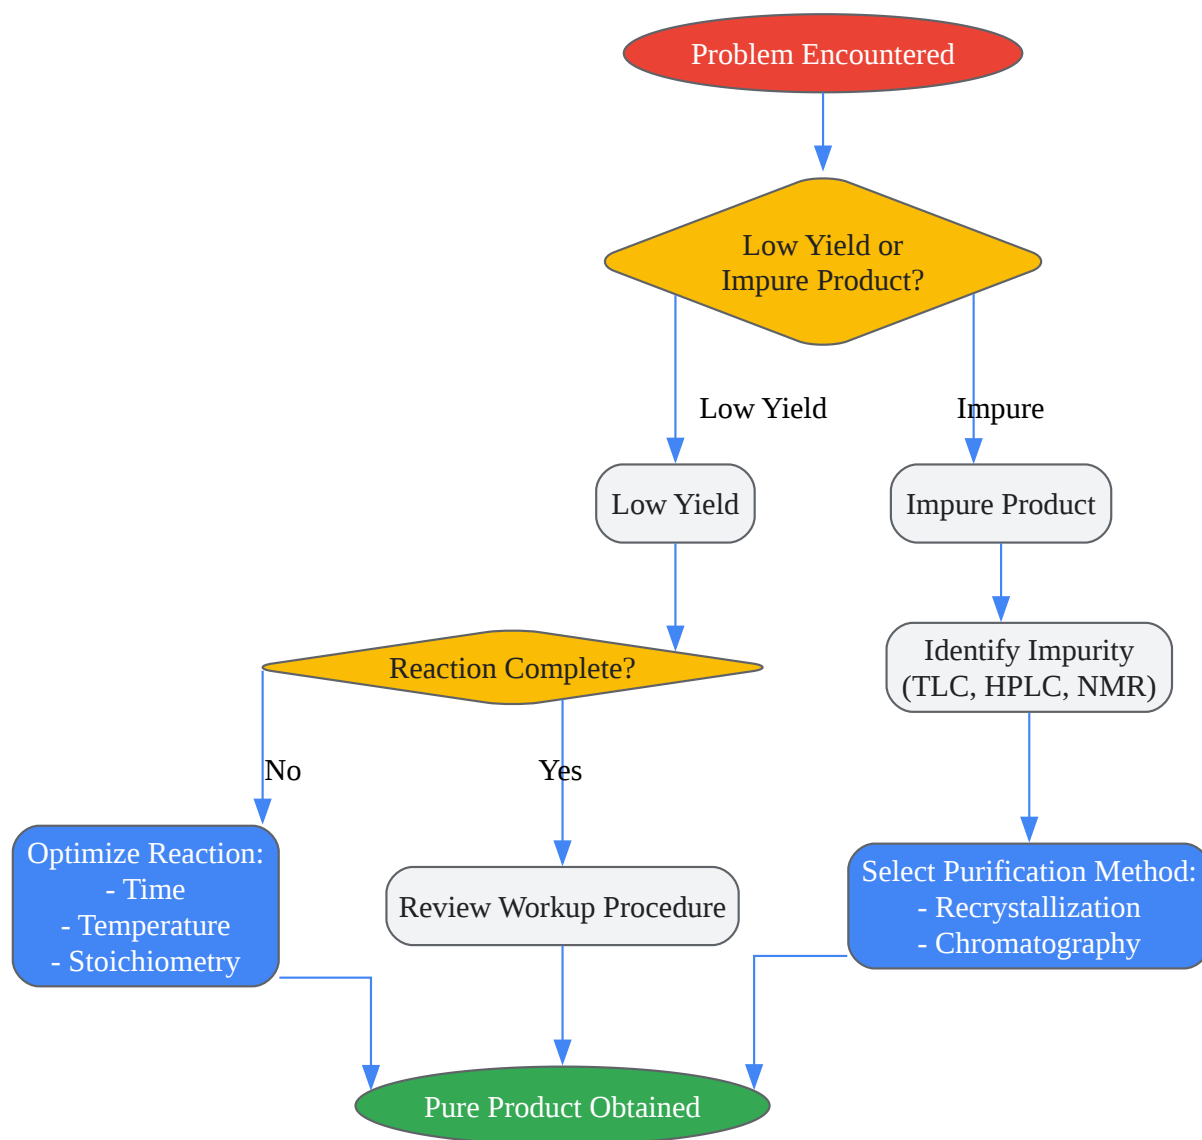 Problem Encountered
Low Yield or
Impure Product?
Low Yield
Impure
Low Yield
Impure Product
Reaction Complete?
Identify Impurity
(TLC, HPLC, NMR)
No
Yes
Optimize Reaction:
- Time
- Temperature
- Stoichiometry
Review Workup Procedure
Select Purification Method:
- Recrystallization
- Chromatography
Pure Product Obtained